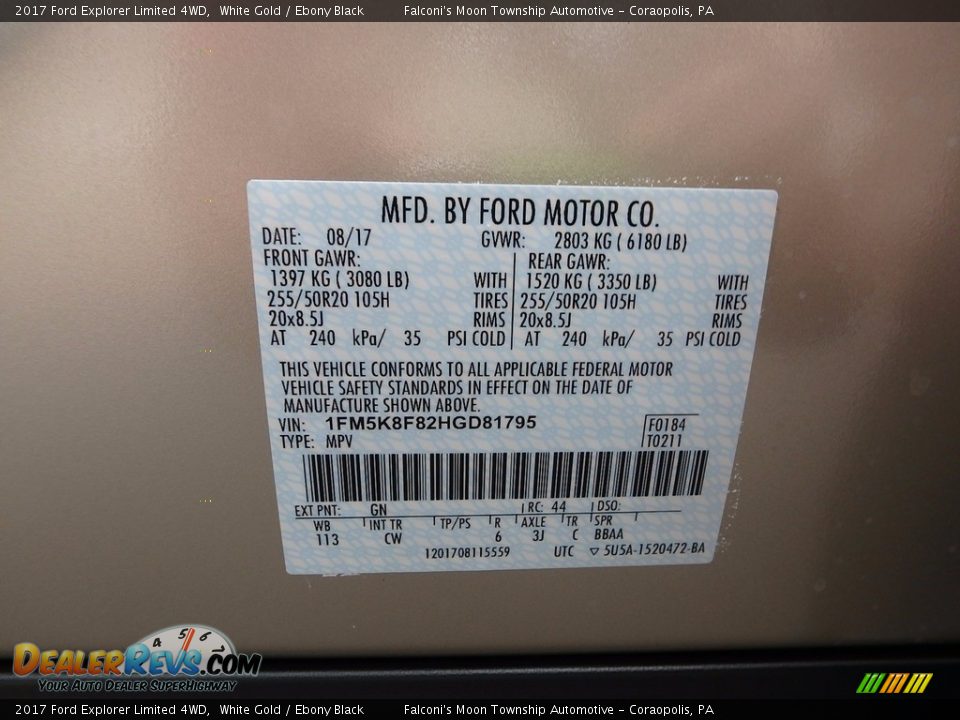 2017 Ford Explorer Limited 4WD, White Gold / Ebony Black Falconi's Moon Township Automotive - Coraopolis, PA
MFD. BY FORD MOTOR CO.
DATE: 08/17 GVWR: 2803 KG ( 6180 LB)
FRONT GAWR: REAR GAWR:
1397 KG ( 3080 LB) WITH 1520 KG ( 3350 LB) WITH
255/50R20 105H TIRES 255/50R20 105H TIRES
20x8.5J RIMS 20x8.5J RIMS
AT 240 kPa/ 35 PSI COLD AT 240 kPa/ 35 PSI COLD
THIS VEHICLE CONFORMS TO ALL APPLICABLE FEDERAL MOTOR
VEHICLE SAFETY STANDARDS IN EFFECT ON THE DATE OF
MANUFACTURE SHOWN ABOVE.
VIN: 1FM5K8F82HGD81795 F0184
TYPE: MPV T0211
EXT PNT: GN RC: 44 DSO:
WB INT TR TP/PS R AXLE TR SPR
113 CW 6 3J C BBAA
1201708115559 UTC ▽ 5U5A-1520472-BA
4 5 6 7
DEALERREVS.COM
YOUR AUTO DEALER SUPERHIGHWAY
2017 Ford Explorer Limited 4WD, White Gold / Ebony Black Falconi's Moon Township Automotive - Coraopolis, PA